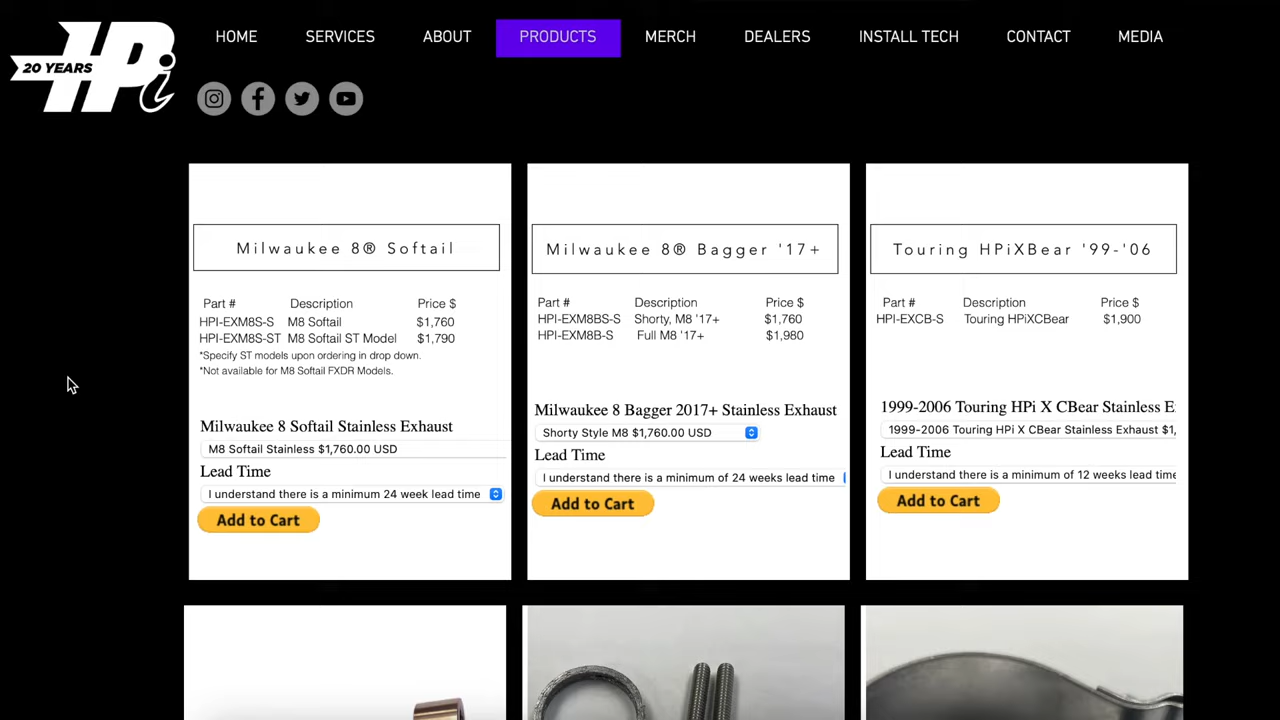 HOME SERVICES ABOUT PRODUCTS MERCH DEALERS INSTALL TECH CONTACT MEDIA
20 YEARS HPi
Milwaukee 8® Softail
Part # Description Price $
HPI-EXM8S-S M8 Softail $1,760
HPI-EXM8S-ST M8 Softail ST Model $1,790
*Specify ST models upon ordering in drop down.
*Not available for M8 Softail FXDR Models.
Milwaukee 8 Softail Stainless Exhaust
M8 Softail Stainless $1,760.00 USD
Lead Time
I understand there is a minimum 24 week lead time
Add to Cart
Milwaukee 8® Bagger '17+
Part # Description Price $
HPI-EXM8BS-S Shorty, M8 '17+ $1,760
HPI-EXM8B-S Full M8 '17+ $1,980
Milwaukee 8 Bagger 2017+ Stainless Exhaust
Shorty Style M8 $1,760.00 USD
Lead Time
I understand there is a minimum of 24 weeks lead time
Add to Cart
Touring HPiXBear '99-'06
Part # Description Price $
HPI-EXCB-S Touring HPiXCBear $1,900
1999-2006 Touring HPi X CBear Stainless E
1999-2006 Touring HPi X CBear Stainless Exhaust $1,
Lead Time
I understand there is a minimum of 12 weeks lead time
Add to Cart